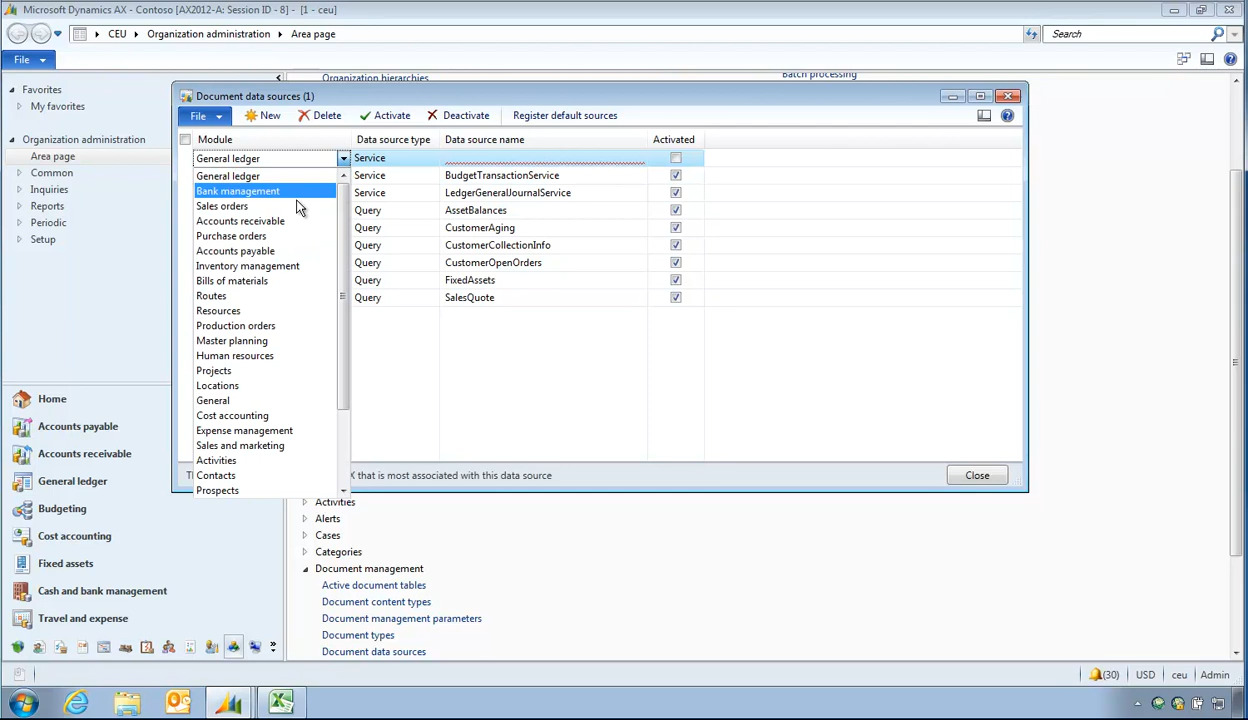 Microsoft Dynamics AX - Contoso [AX2012-A: Session ID - 8] - [1 - ceu]
CEU Organization administration Area page
Search
File
Favorites
My favorites
Organization administration
Area page
Common
Inquiries
Reports
Periodic
Setup
Home
Accounts payable
Accounts receivable
General ledger
Budgeting
Cost accounting
Fixed assets
Cash and bank management
Travel and expense
Organization hierarchies
Batch processing
Document data sources (1)
File New Delete Activate Deactivate Register default sources
Module Data source type Data source name Activated
General ledger Service
Service BudgetTransactionService
Service LedgerGeneralJournalService
Query AssetBalances
Query CustomerAging
Query CustomerCollectionInfo
Query CustomerOpenOrders
Query FixedAssets
Query SalesQuote
General ledger
Bank management
Sales orders
Accounts receivable
Purchase orders
Accounts payable
Inventory management
Bills of materials
Routes
Resources
Production orders
Master planning
Human resources
Projects
Locations
General
Cost accounting
Expense management
Sales and marketing
Activities
Contacts
Prospects
X that is most associated with this data source
Close
Activities
Alerts
Cases
Categories
Document management
Active document tables
Document content types
Document management parameters
Document types
Document data sources
(30) USD ceu Admin